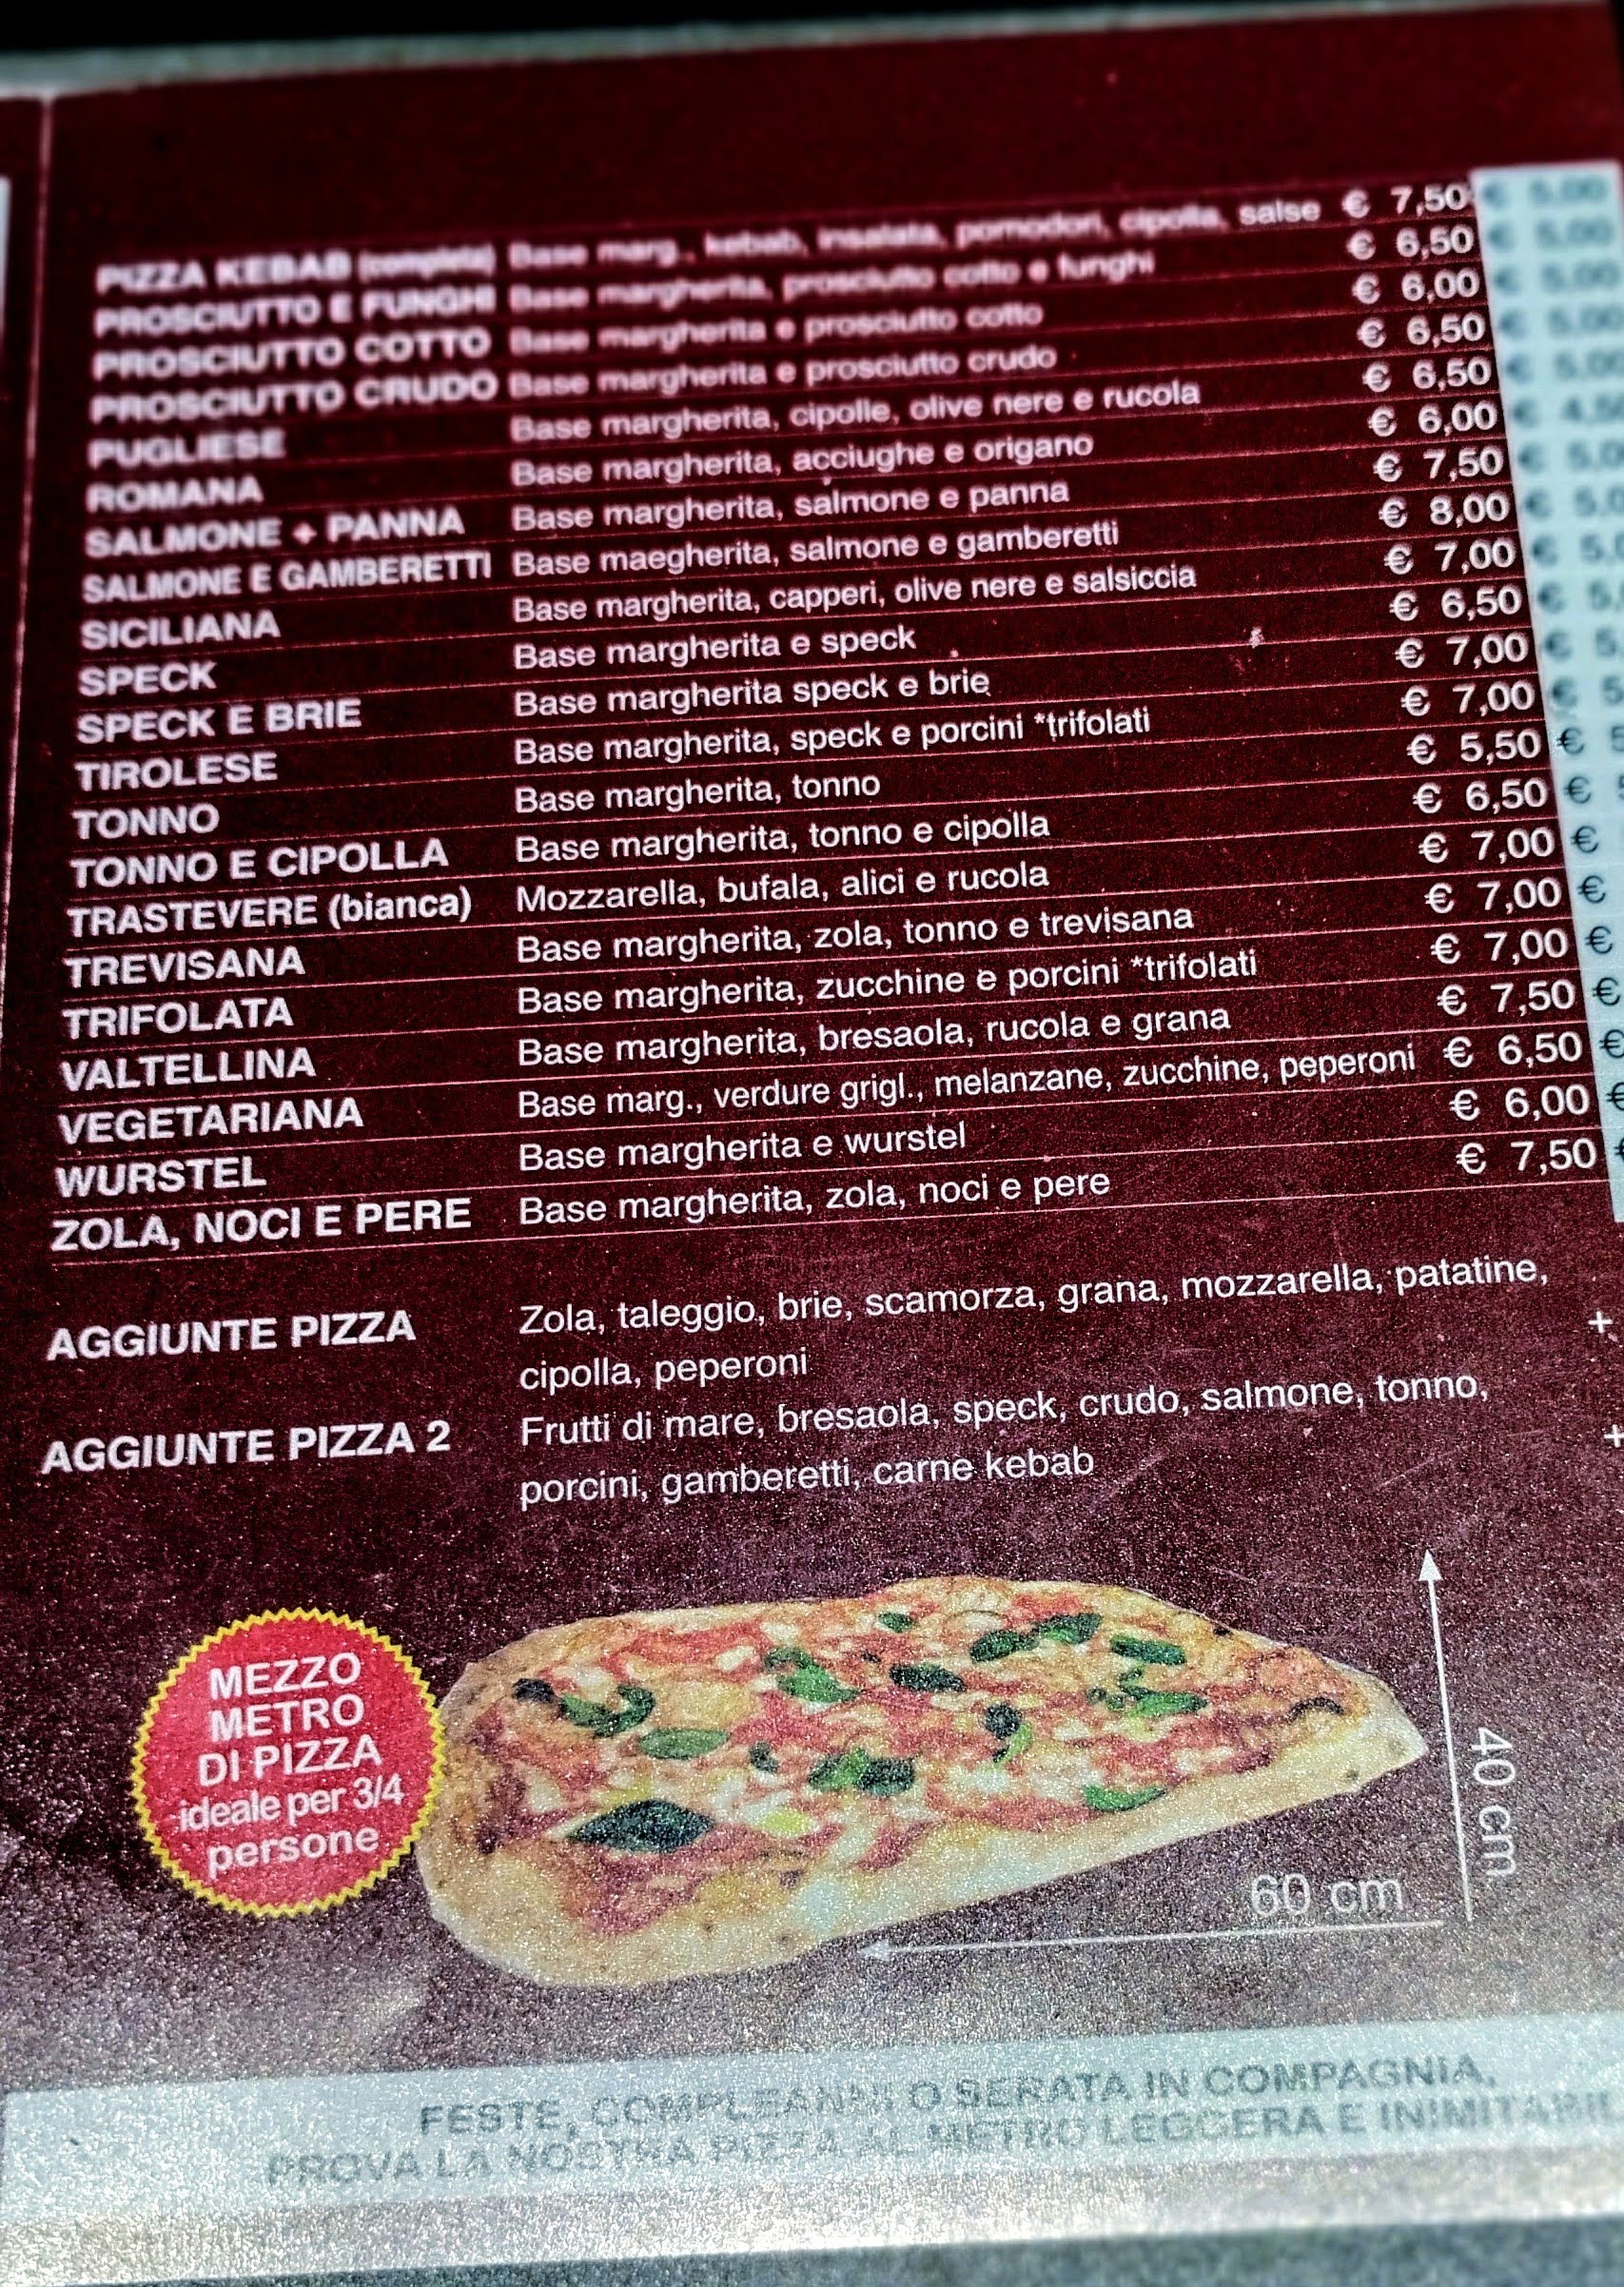 PIZZA KEBAB (completa) Base marg., kebab, insalata, pomodori, cipolla, salse € 7,50 € 5,00
PROSCIUTTO E FUNGHI Base margherita, prosciutto cotto e funghi € 6,50 € 5,00
PROSCIUTTO COTTO Base margherita e prosciutto cotto € 6,00 € 5,00
PROSCIUTTO CRUDO Base margherita e prosciutto crudo € 6,50 € 5,00
PUGLIESE Base margherita, cipolle, olive nere e rucola € 6,50 €
ROMANA Base margherita, acciughe e origano € 6,00 €
SALMONE + PANNA Base margherita, salmone e panna € 7,50 €
SALMONE E GAMBERETTI Base maegherita, salmone e gamberetti € 8,00 €
SICILIANA Base margherita, capperi, olive nere e salsiccia € 7,00 €
SPECK Base margherita e speck € 6,50 €
SPECK E BRIE Base margherita speck e brie € 7,00 €
TIROLESE Base margherita, speck e porcini *trifolati € 7,00 €
TONNO Base margherita, tonno € 5,50 €
TONNO E CIPOLLA Base margherita, tonno e cipolla € 6,50 €
TRASTEVERE (bianca) Mozzarella, bufala, alici e rucola € 7,00 €
TREVISANA Base margherita, zola, tonno e trevisana € 7,00 €
TRIFOLATA Base margherita, zucchine e porcini *trifolati € 7,00 €
VALTELLINA Base margherita, bresaola, rucola e grana € 7,50 €
VEGETARIANA Base marg., verdure grigl., melanzane, zucchine, peperoni € 6,50 €
WURSTEL Base margherita e wurstel € 6,00 €
ZOLA, NOCI E PERE Base margherita, zola, noci e pere € 7,50 €
AGGIUNTE PIZZA Zola, taleggio, brie, scamorza, grana, mozzarella, patatine, +
cipolla, peperoni
AGGIUNTE PIZZA 2 Frutti di mare, bresaola, speck, crudo, salmone, tonno, +
porcini, gamberetti, carne kebab
MEZZO
METRO
DI PIZZA
ideale per 3/4
persone
40 cm.
60 cm
FESTE, COMPLEANNI O SERATA IN COMPAGNIA,
PROVA LA NOSTRA PIZZA AL METRO LEGGERA E